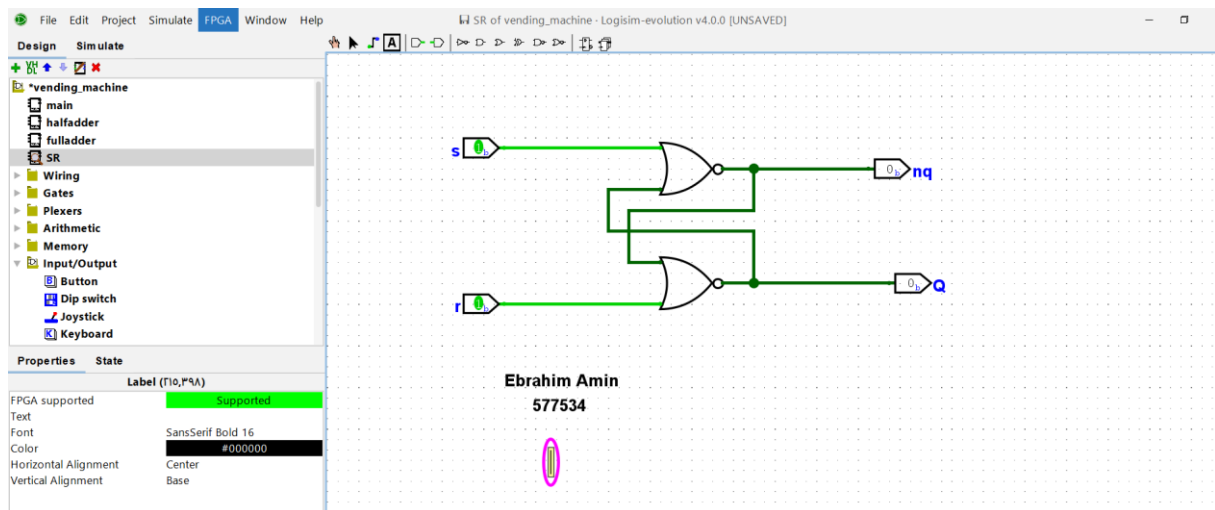 File Edit Project Simulate FPGA Window Help
SR of vending_machine · Logisim-evolution v4.0.0 [UNSAVED]
Design Simulate
A
VH
DL
*vending_machine
main
halfadder
fulladder
SR
Wiring
Gates
Plexers
Arithmetic
Memory
Input/Output
Button
Dip switch
Joystick
Keyboard
s 1b
0b nq
0b Q
r 1b
Ebrahim Amin
577534
Properties State
Label (٢١٥,٣٩٨)
FPGA supported Supported
Text
Font SansSerif Bold 16
Color #000000
Horizontal Alignment Center
Vertical Alignment Base